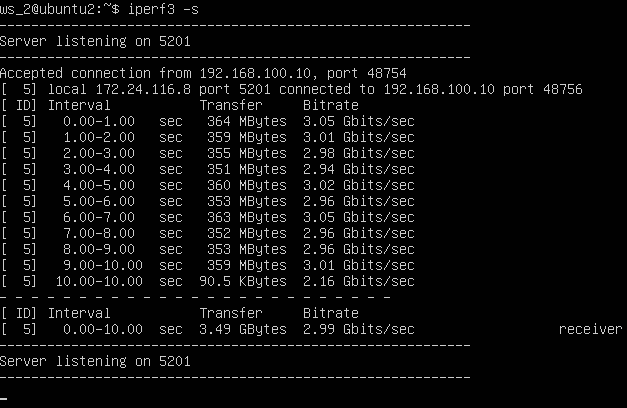 ws_2@ubuntu2:~$ iperf3 -s
-----------------------------------------------------------
Server listening on 5201
-----------------------------------------------------------
Accepted connection from 192.168.100.10, port 48754
[  5] local 172.24.116.8 port 5201 connected to 192.168.100.10 port 48756
[ ID] Interval           Transfer     Bitrate
[  5]   0.00-1.00   sec   364 MBytes  3.05 Gbits/sec
[  5]   1.00-2.00   sec   359 MBytes  3.01 Gbits/sec
[  5]   2.00-3.00   sec   355 MBytes  2.98 Gbits/sec
[  5]   3.00-4.00   sec   351 MBytes  2.94 Gbits/sec
[  5]   4.00-5.00   sec   360 MBytes  3.02 Gbits/sec
[  5]   5.00-6.00   sec   353 MBytes  2.96 Gbits/sec
[  5]   6.00-7.00   sec   363 MBytes  3.05 Gbits/sec
[  5]   7.00-8.00   sec   352 MBytes  2.96 Gbits/sec
[  5]   8.00-9.00   sec   353 MBytes  2.96 Gbits/sec
[  5]   9.00-10.00  sec   359 MBytes  3.01 Gbits/sec
[  5]  10.00-10.00  sec  90.5 KBytes  2.16 Gbits/sec
- - - - - - - - - - - - - - - - - - - - - - - - -
[ ID] Interval           Transfer     Bitrate
[  5]   0.00-10.00  sec  3.49 GBytes  2.99 Gbits/sec                  receiver
-----------------------------------------------------------
Server listening on 5201
-----------------------------------------------------------